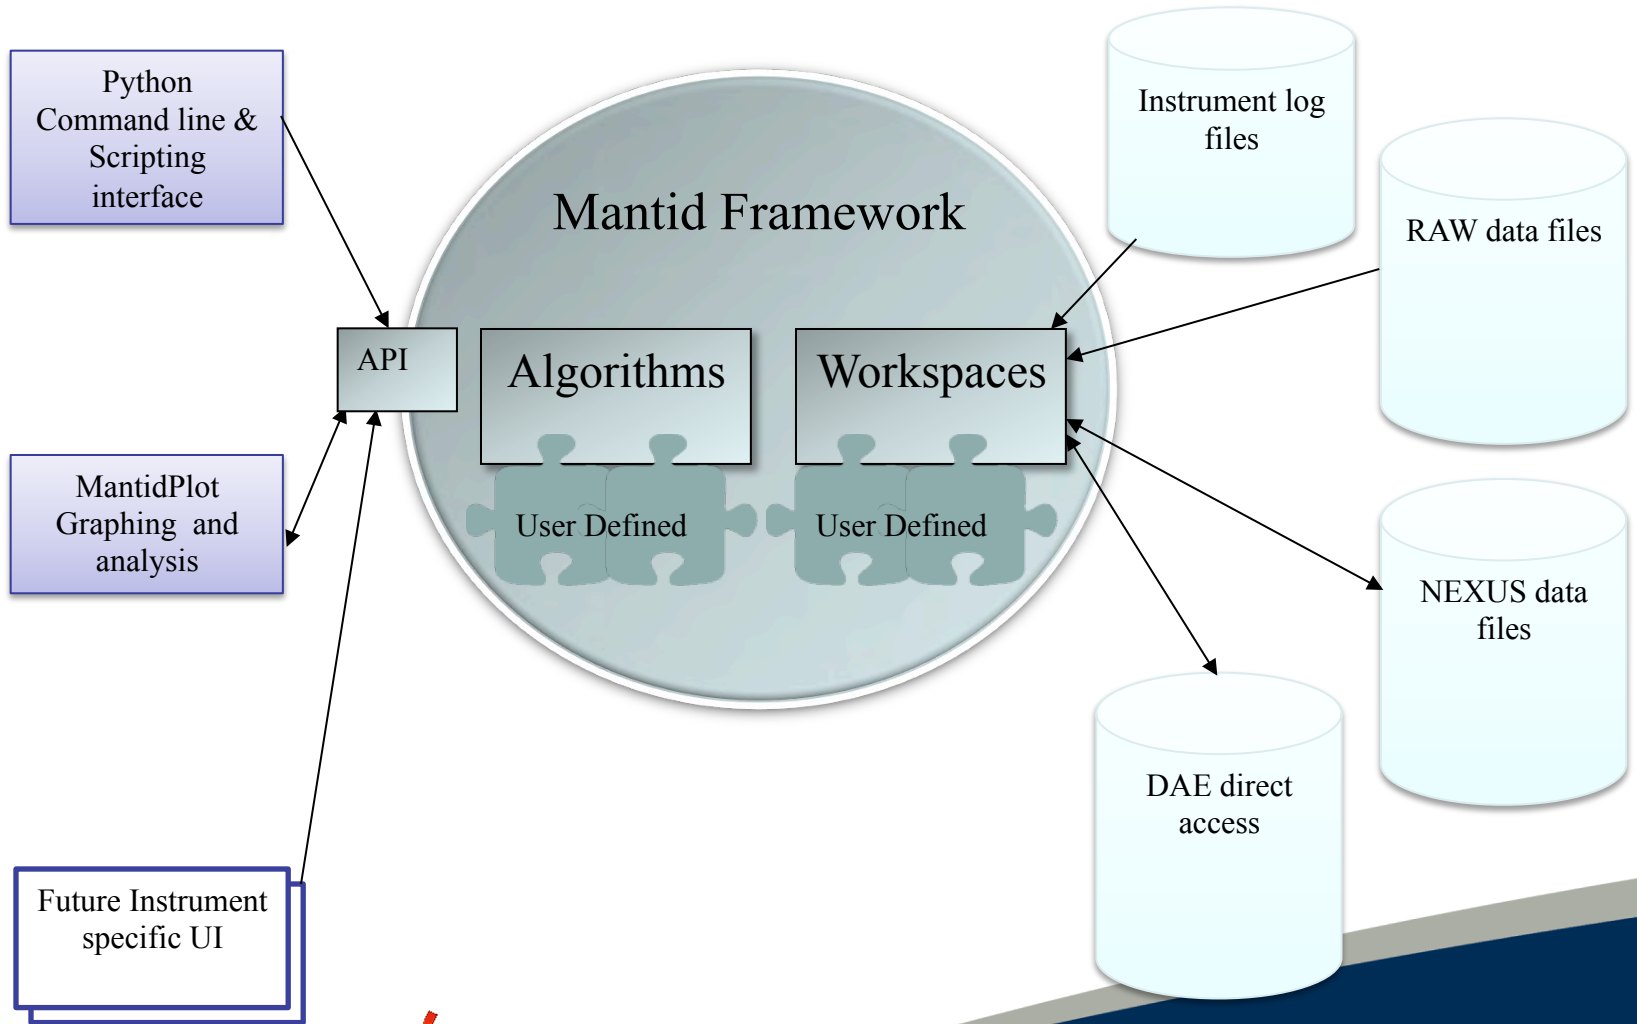 Python
Command line &
Scripting
interface
MantidPlot
Graphing and
analysis
Future Instrument
specific UI
API
Mantid Framework
Algorithms
Workspaces
User Defined
User Defined
Instrument log
files
RAW data files
NEXUS data
files
DAE direct
access